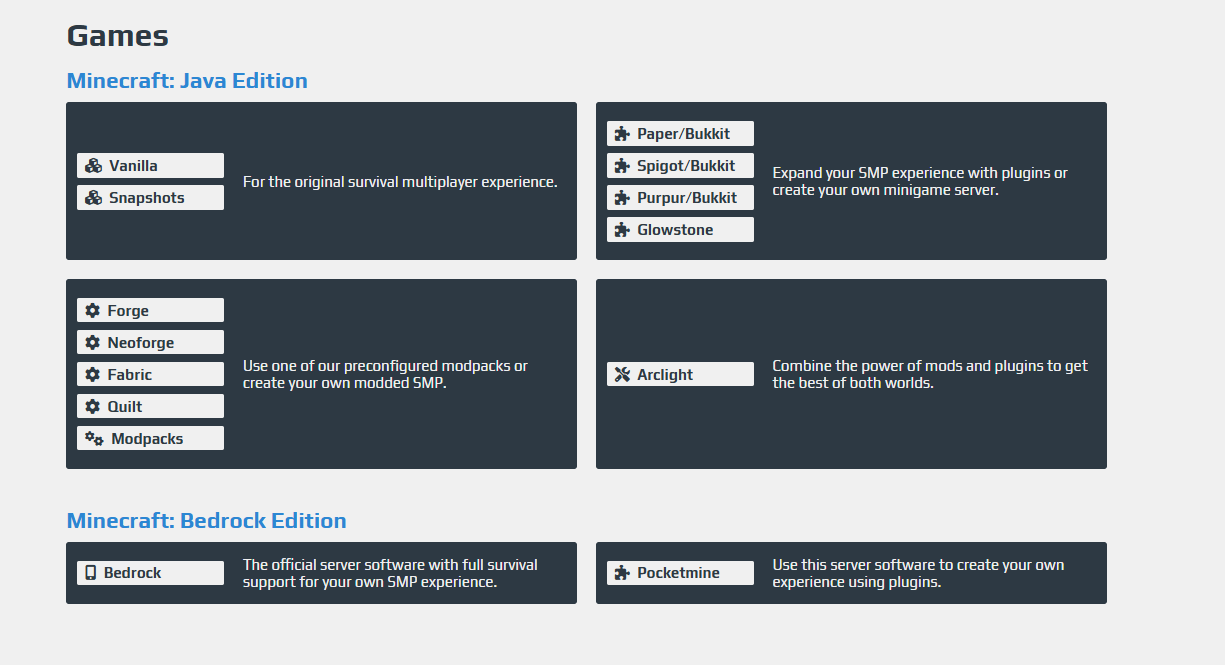 Games
Minecraft: Java Edition
Vanilla
Snapshots
For the original survival multiplayer experience.
Paper/Bukkit
Spigot/Bukkit
Purpur/Bukkit
Glowstone
Expand your SMP experience with plugins or
create your own minigame server.
Forge
Neoforge
Fabric
Quilt
Modpacks
Use one of our preconfigured modpacks or
create your own modded SMP.
Arclight
Combine the power of mods and plugins to get
the best of both worlds.
Minecraft: Bedrock Edition
Bedrock
The official server software with full survival
support for your own SMP experience.
Pocketmine
Use this server software to create your own
experience using plugins.